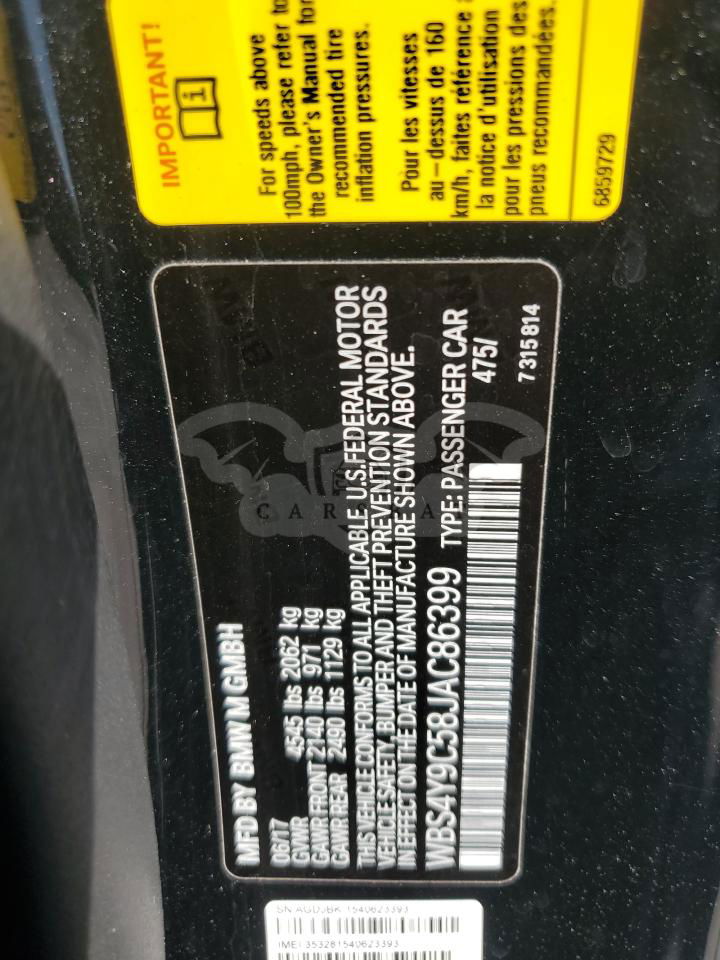 IMPORTANT!
For speeds above
100mph, please refer to
the Owner's Manual for
recommended tire
inflation pressures.
Pour les vitesses
au-dessus de 160
km/h, faites référence à
la notice d'utilisation
pour les pressions des
pneus recommandées.
6859729
MFD BY BMW M GMBH
06/17
GVWR 4545 lbs 2062 kg
GAWR FRONT 2140 lbs 971 kg
GAWR REAR 2490 lbs 1129 kg
THIS VEHICLE CONFORMS TO ALL APPLICABLE U.S. FEDERAL MOTOR
VEHICLE SAFETY, BUMPER AND THEFT PREVENTION STANDARDS
IN EFFECT ON THE DATE OF MANUFACTURE SHOWN ABOVE.
WBS4Y9C58JAC86399 TYPE: PASSENGER CAR
475/
7 315 814
1540623393
IMEI 353281540623393